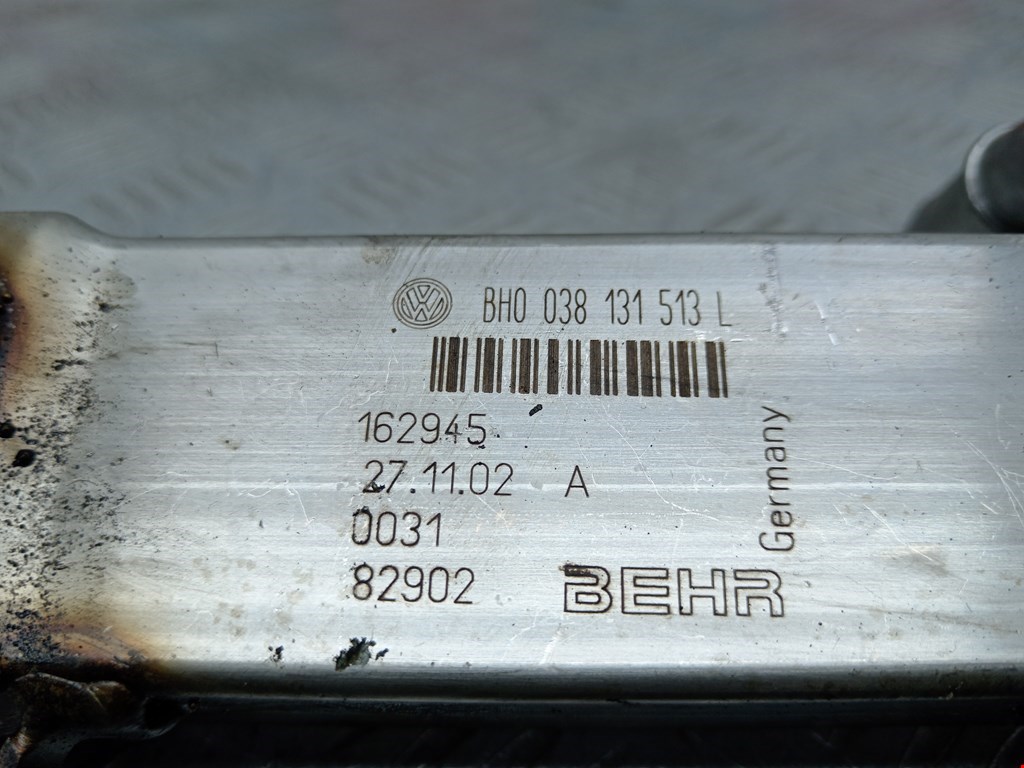 BH0 038 131 513 L
162945
27.11.02 A
0031
82902
BEHR
Germany